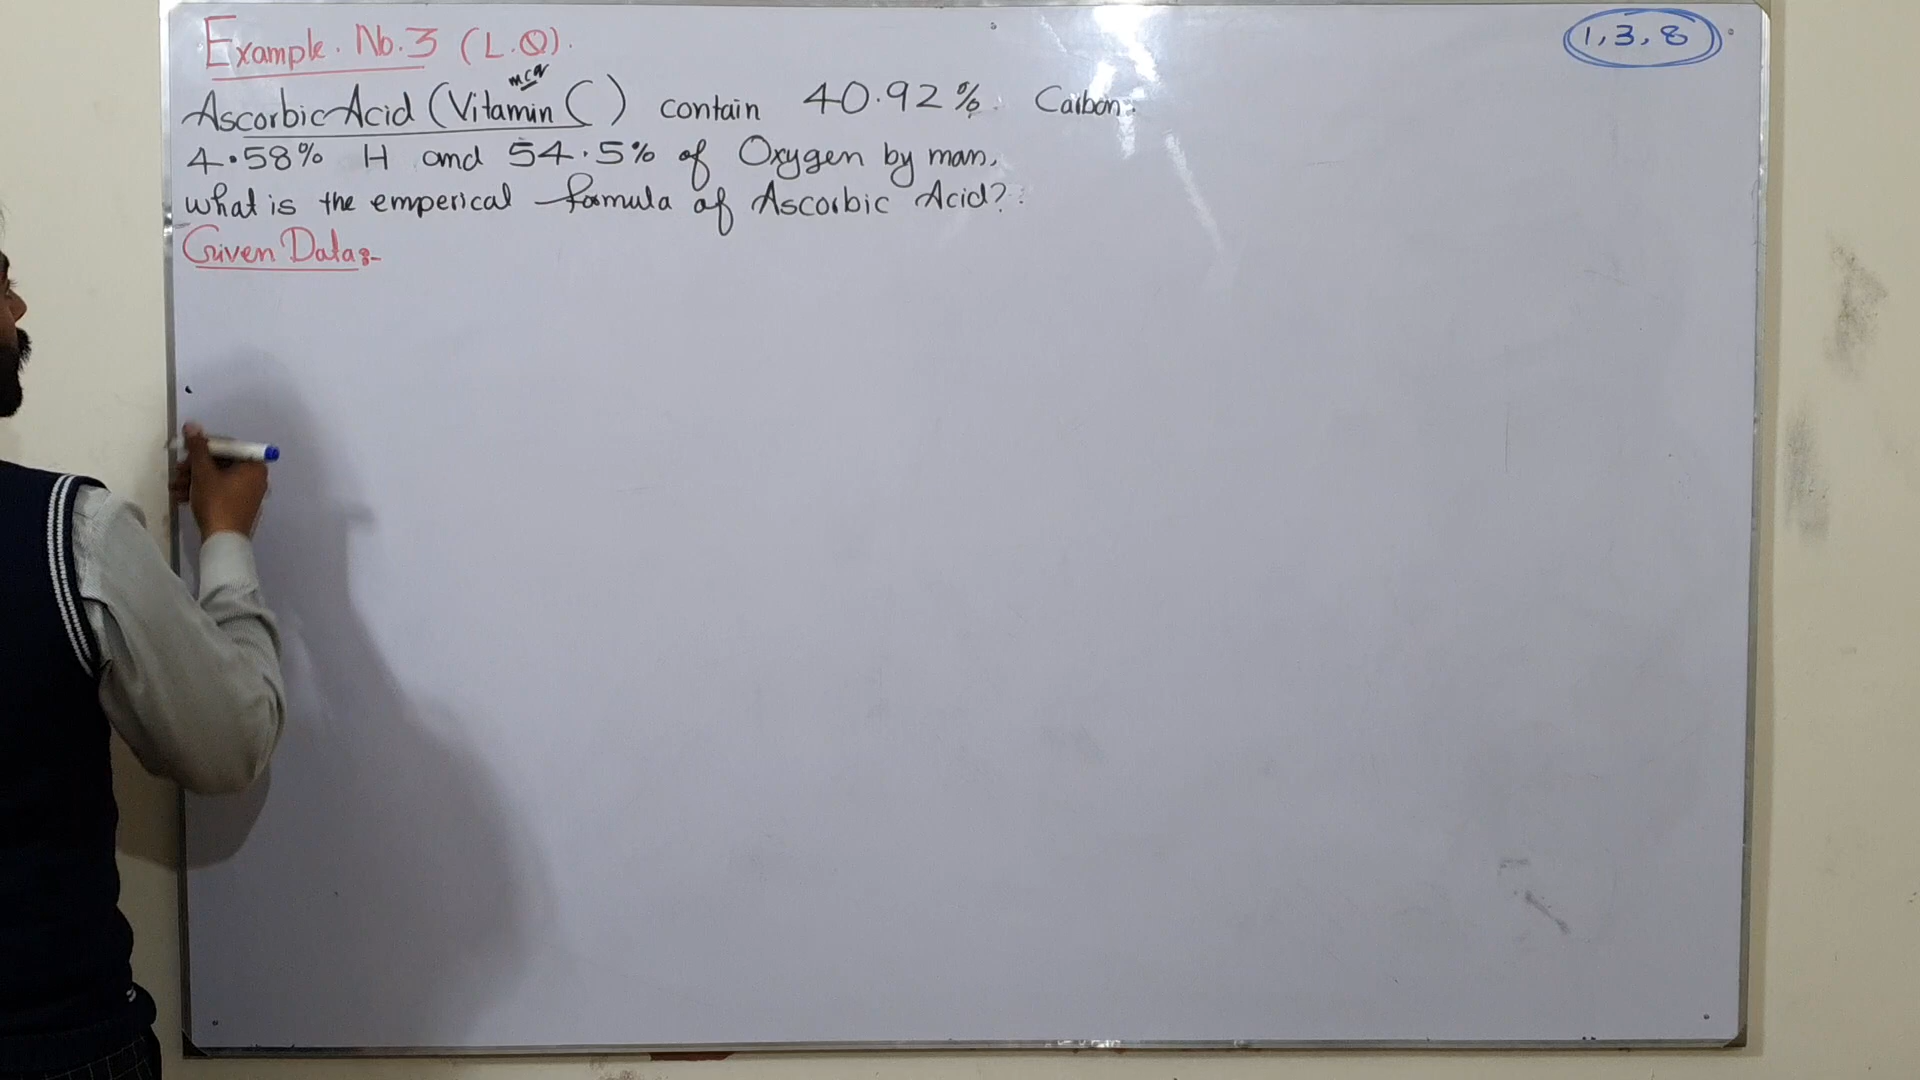 Example. No.3 (L.Q).
1, 3, 8
mcq
Ascorbic Acid (Vitamin C) contain 40.92% Carbon.
4.58% H and 54.5% of Oxygen by man.
what is the emperical formula of Ascorbic Acid?
Given Data:-